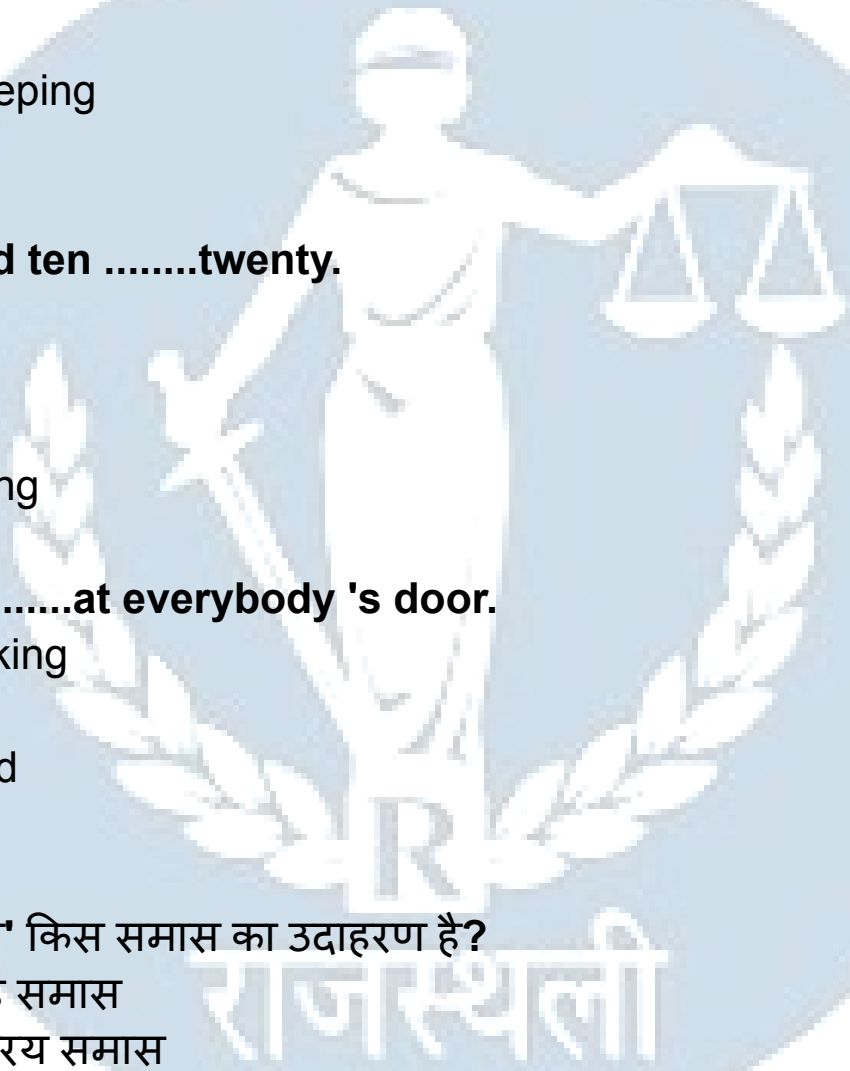 eping
d ten ........twenty.
ng
.......at everybody 's door.
king
d
' किस समास का उदाहरण है?
समास
रय समास
R
राजस्थली